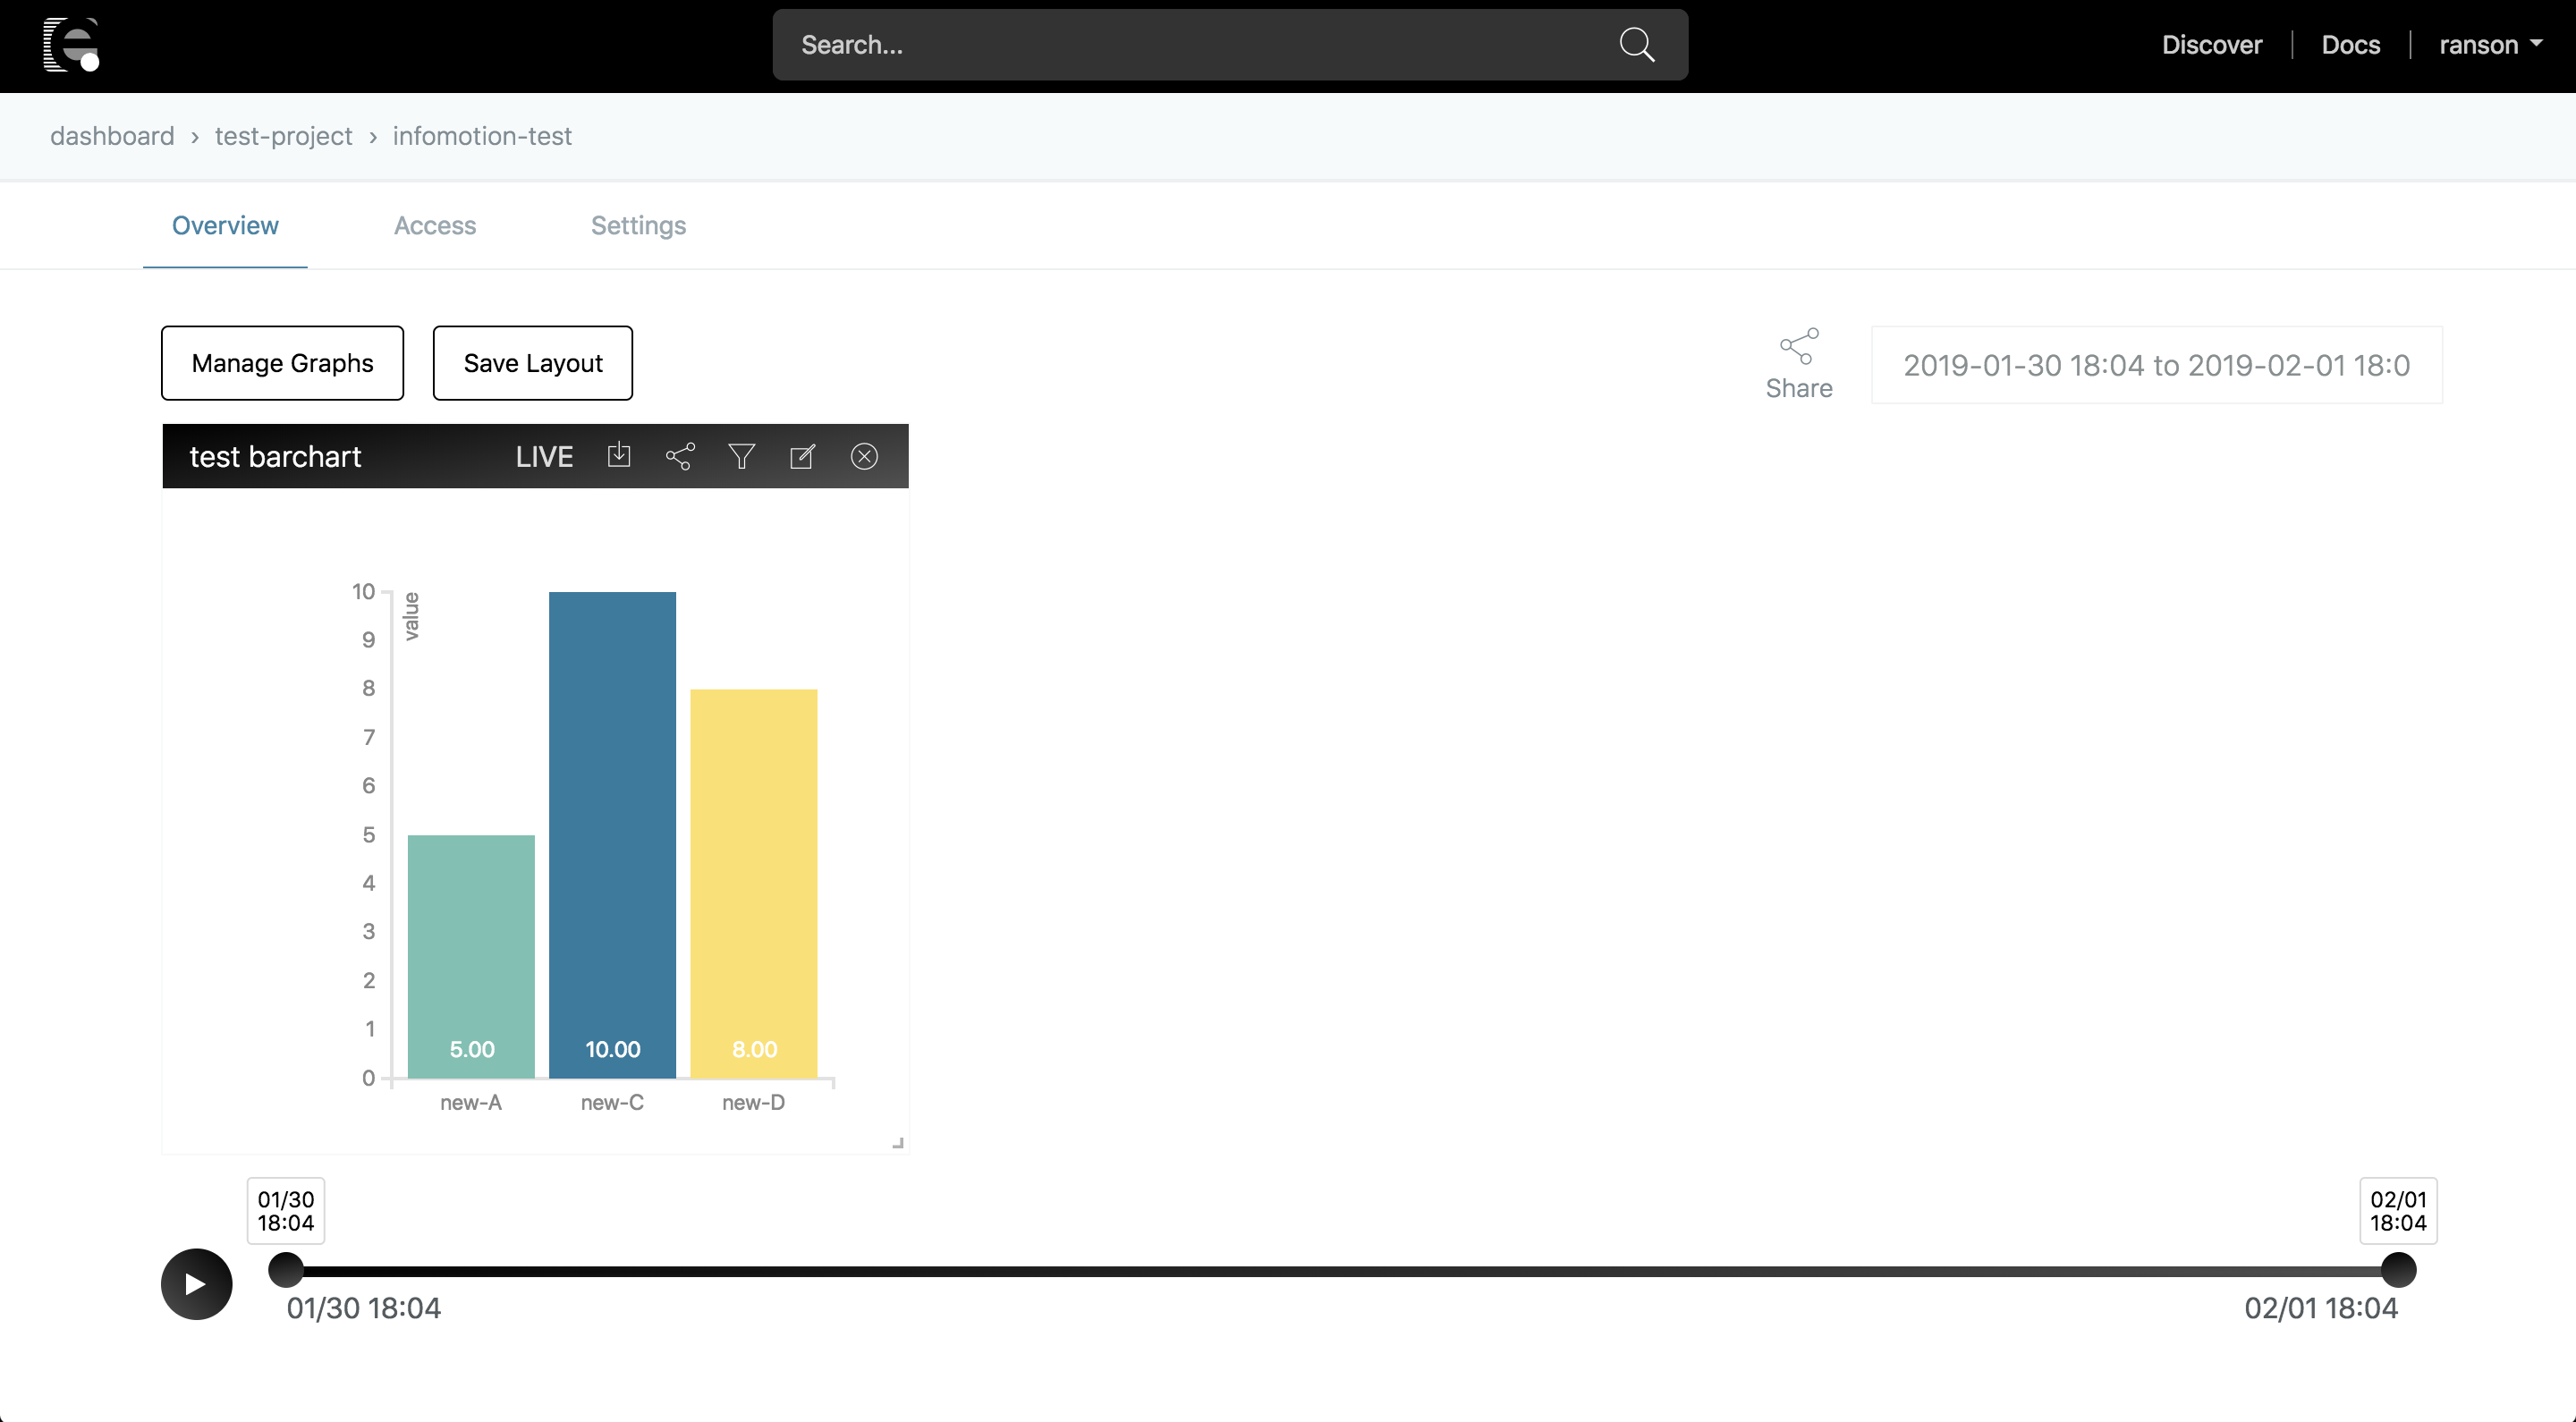 Search...
Discover
Docs
ranson
dashboard › test-project › infomotion-test
Overview
Access
Settings
Manage Graphs
Save Layout
Share
2019-01-30 18:04 to 2019-02-01 18:0
test barchart
LIVE
value
10
9
8
7
6
5
4
3
2
1
0
5.00
10.00
8.00
new-A
new-C
new-D
01/30
18:04
02/01
18:04
01/30 18:04
02/01 18:04